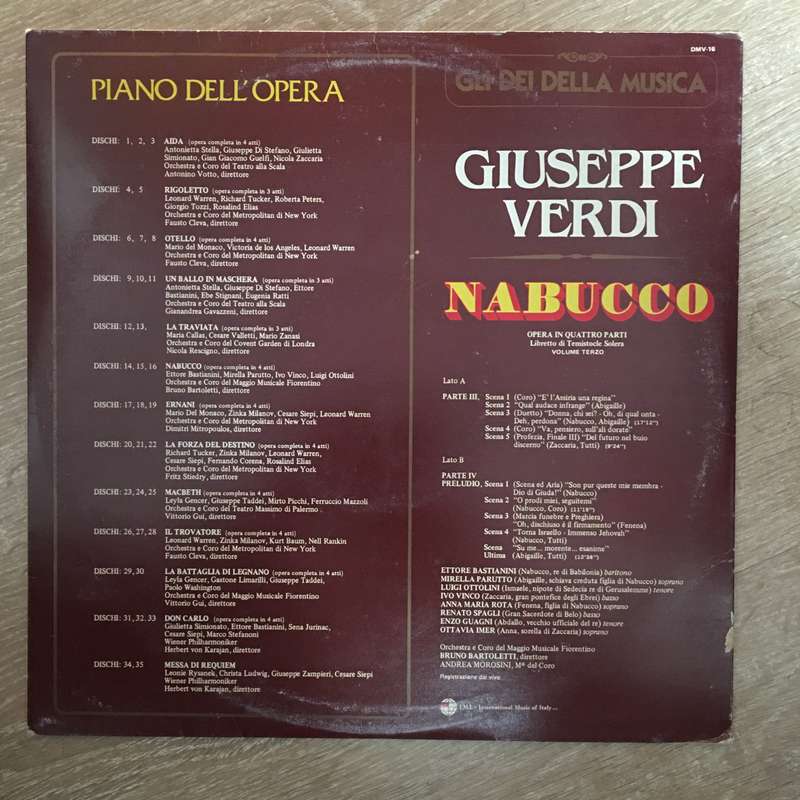 PIANO DELL'OPERA
DISCHI: 1, 2, 3 AIDA (opera completa in 4 atti)
Antonietta Stella, Giuseppe Di Stefano, Giulietta
Simionato, Gian Giacomo Guelfi, Nicola Zaccaria
Orchestra e Coro del Teatro alla Scala
Antonino Votto, direttore
DISCHI: 4, 5 RIGOLETTO (opera completa in 3 atti)
Leonard Warren, Richard Tucker, Roberta Peters,
Giorgio Tozzi, Rosalind Elias
Orchestra e Coro del Metropolitan di New York
Fausto Cleva, direttore
DISCHI: 6, 7, 8 OTELLO (opera completa in 4 atti)
Mario del Monaco, Victoria de los Angeles, Leonard Warren
Orchestra e Coro del Metropolitan di New York
Fausto Cleva, direttore
DISCHI: 9, 10, 11 UN BALLO IN MASCHERA (opera completa in 3 atti)
Antonietta Stella, Giuseppe Di Stefano, Ettore
Bastianini, Ebe Stignani, Eugenia Ratti
Orchestra e Coro del Teatro alla Scala
Gianandrea Gavazzeni, direttore
DISCHI: 12, 13, LA TRAVIATA (opera completa in 3 atti)
Maria Callas, Cesare Valletti, Mario Zanasi
Orchestra e Coro del Covent Garden di Londra
Nicola Rescigno, direttore
DISCHI: 14, 15, 16 NABUCCO (opera completa in 4 atti)
Ettore Bastianini, Mirella Parutto, Ivo Vinco, Luigi Ottolini
Orchestra e Coro del Maggio Musicale Fiorentino
Bruno Bartoletti, direttore
DISCHI: 17, 18, 19 ERNANI (opera completa in 4 atti)
Mario Del Monaco, Zinka Milanov, Cesare Siepi, Leonard Warren
Orchestra e Coro del Metropolitan di New York
Dimitri Mitropoulos, direttore
DISCHI: 20, 21, 22 LA FORZA DEL DESTINO (opera completa in 4 atti)
Richard Tucker, Zinka Milanov, Leonard Warren,
Cesare Siepi, Fernando Corena, Rosalind Elias
Orchestra e Coro del Metropolitan di New York
Fritz Stiedry, direttore
DISCHI: 23, 24, 25 MACBETH (opera completa in 4 atti)
Leyla Gencer, Giuseppe Taddei, Mirto Picchi, Ferruccio Mazzoli
Orchestra e Coro del Teatro Massimo di Palermo
Vittorio Gui, direttore
DISCHI: 26, 27, 28 IL TROVATORE (opera completa in 4 atti)
Leonard Warren, Zinka Milanov, Kurt Baum, Nell Rankin
Orchestra e Coro del Metropolitan di New York
Fausto Cleva, direttore
DISCHI: 29, 30 LA BATTAGLIA DI LEGNANO (opera completa in 4 atti)
Leyla Gencer, Gastone Limarilli, Giuseppe Taddei,
Paolo Washington
Orchestra e Coro del Maggio Musicale Fiorentino
Vittorio Gui, direttore
DISCHI: 31, 32, 33 DON CARLO (opera completa in 4 atti)
Giulietta Simionato, Ettore Bastianini, Sena Jurinac,
Cesare Siepi, Marco Stefanoni
Wiener Philharmoniker
Herbert von Karajan, direttore
DISCHI: 34, 35 MESSA DI REQUIEM
Leonie Rysanek, Christa Ludwig, Giuseppe Zampieri, Cesare Siepi
Wiener Philharmoniker
Herbert von Karajan, direttore
DMV-16
GLI DEI DELLA MUSICA
GIUSEPPE
VERDI
NABUCCO
OPERA IN QUATTRO PARTI
Libretto di Temistocle Solera
VOLUME TERZO
Lato A
PARTE III, Scena 1 (Coro) "E' l'Assiria una regina"
Scena 2 "Qual audace infrange" (Abigaille)
Scena 3 (Duetto) "Donna, chi sei? - Oh, di qual onta -
Deh, perdona" (Nabucco, Abigaille) (17'12")
Scena 4 (Coro) "Va, pensiero, sull'ali dorate"
Scena 5 (Profezia, Finale III) "Del futuro nel buio
discerno" (Zaccaria, Tutti) (9'24")
Lato B
PARTE IV
PRELUDIO, Scena 1 (Scena ed Aria) "Son pur queste mie membra -
Dio di Giuda!" (Nabucco)
Scena 2 "O prodi miei, seguitemi"
(Nabucco, Coro) (11'15")
Scena 3 (Marcia funebre e Preghiera)
"Oh, dischiuso è il firmamento" (Fenena)
Scena 4 "Torna Israello - Immenso Jehovah"
(Nabucco, Tutti)
Scena "Su me... morente... esanime"
Ultima (Abigaille, Tutti) (12'38")
ETTORE BASTIANINI (Nabucco, re di Babilonia) baritono
MIRELLA PARUTTO (Abigaille, schiava creduta figlia di Nabucco) soprano
LUIGI OTTOLINI (Ismaele, nipote di Sedecia re di Gerusalemme) tenore
IVO VINCO (Zaccaria, gran pontefice degli Ebrei) basso
ANNA MARIA ROTA (Fenena, figlia di Nabucco) soprano
RENATO SPAGLI (Gran Sacerdote di Belo) basso
ENZO GUAGNI (Abdallo, vecchio ufficiale del re) tenore
OTTAVIA IMER (Anna, sorella di Zaccaria) soprano
Orchestra e Coro del Maggio Musicale Fiorentino
BRUNO BARTOLETTI, direttore
ANDREA MOROSINI, Mº del Coro
Registrazione dal vivo
I.M.I. - International Music of Italy